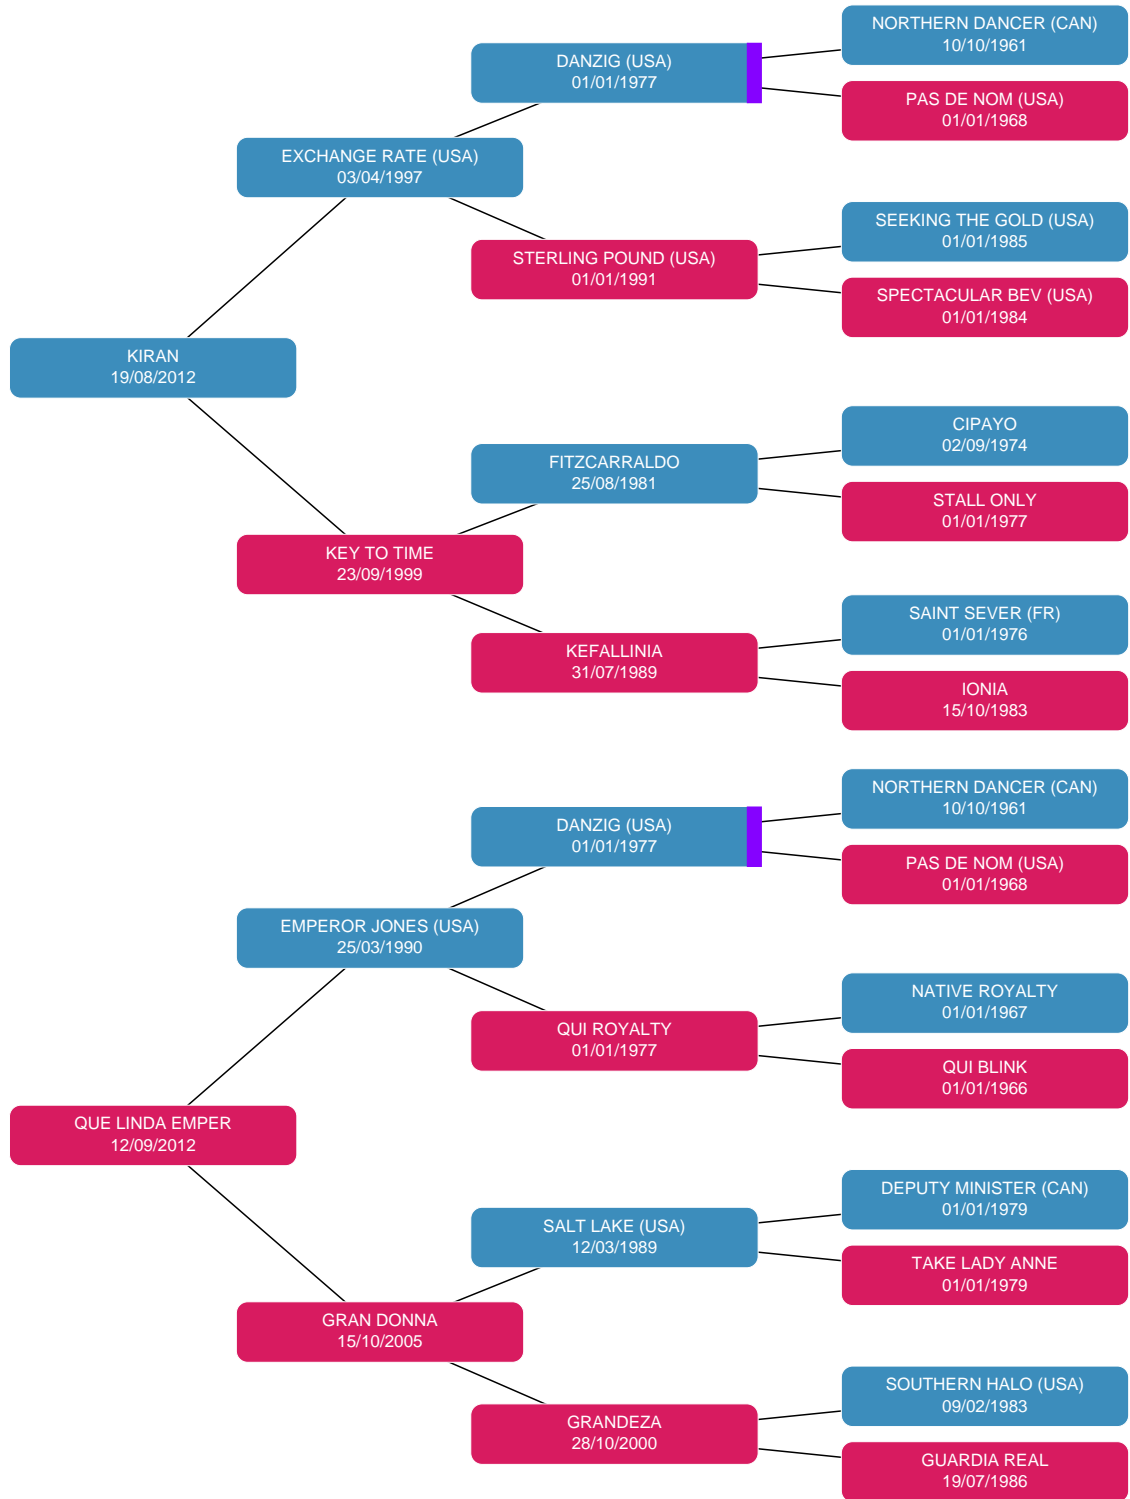 NORTHERN DANCER (CAN)
10/10/1961
DANZIG (USA)
01/01/1977
PAS DE NOM (USA)
01/01/1968
EXCHANGE RATE (USA)
03/04/1997
SEEKING THE GOLD (USA)
01/01/1985
STERLING POUND (USA)
01/01/1991
SPECTACULAR BEV (USA)
01/01/1984
KIRAN
19/08/2012
CIPAYO
02/09/1974
FITZCARRALDO
25/08/1981
STALL ONLY
01/01/1977
KEY TO TIME
23/09/1999
SAINT SEVER (FR)
01/01/1976
KEFALLINIA
31/07/1989
IONIA
15/10/1983
NORTHERN DANCER (CAN)
10/10/1961
DANZIG (USA)
01/01/1977
PAS DE NOM (USA)
01/01/1968
EMPEROR JONES (USA)
25/03/1990
NATIVE ROYALTY
01/01/1967
QUI ROYALTY
01/01/1977
QUI BLINK
01/01/1966
QUE LINDA EMPER
12/09/2012
DEPUTY MINISTER (CAN)
01/01/1979
SALT LAKE (USA)
12/03/1989
TAKE LADY ANNE
01/01/1979
GRAN DONNA
15/10/2005
SOUTHERN HALO (USA)
09/02/1983
GRANDEZA
28/10/2000
GUARDIA REAL
19/07/1986